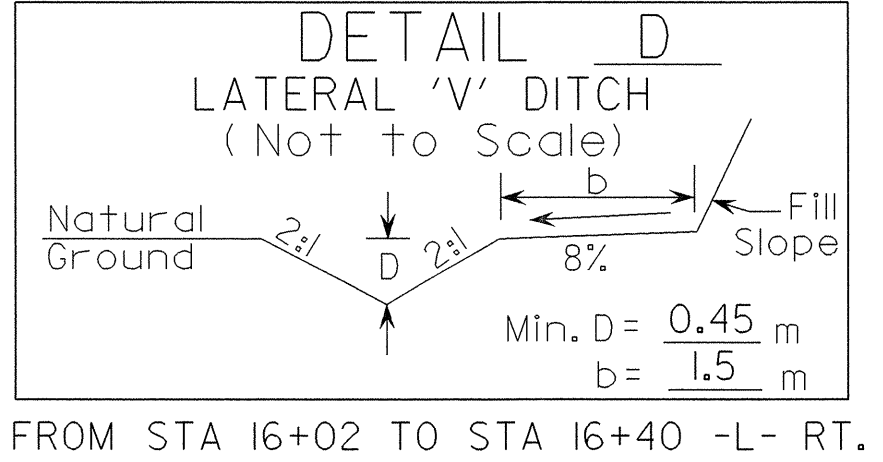 DETAIL D
LATERAL 'V' DITCH
(Not to Scale)
b
Natural
Ground
2:1
D
2:1
8%
Fill
Slope
Min. D = 0.45 m
b = 1.5 m
FROM STA 16+02 TO STA 16+40 -L- RT.